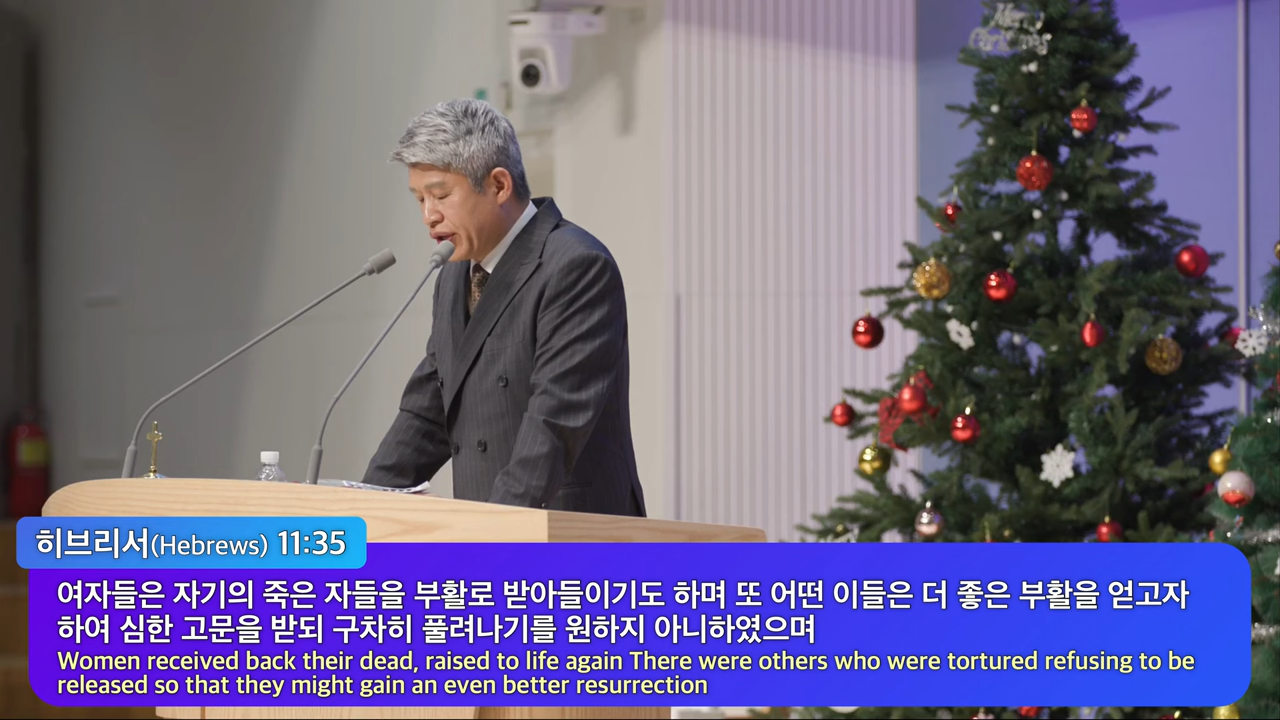 Merry
Christmas
히브리서(Hebrews) 11:35
여자들은 자기의 죽은 자들을 부활로 받아들이기도 하며 또 어떤 이들은 더 좋은 부활을 얻고자
하여 심한 고문을 받되 구차히 풀려나기를 원하지 아니하였으며
Women received back their dead, raised to life again There were others who were tortured refusing to be
released so that they might gain an even better resurrection